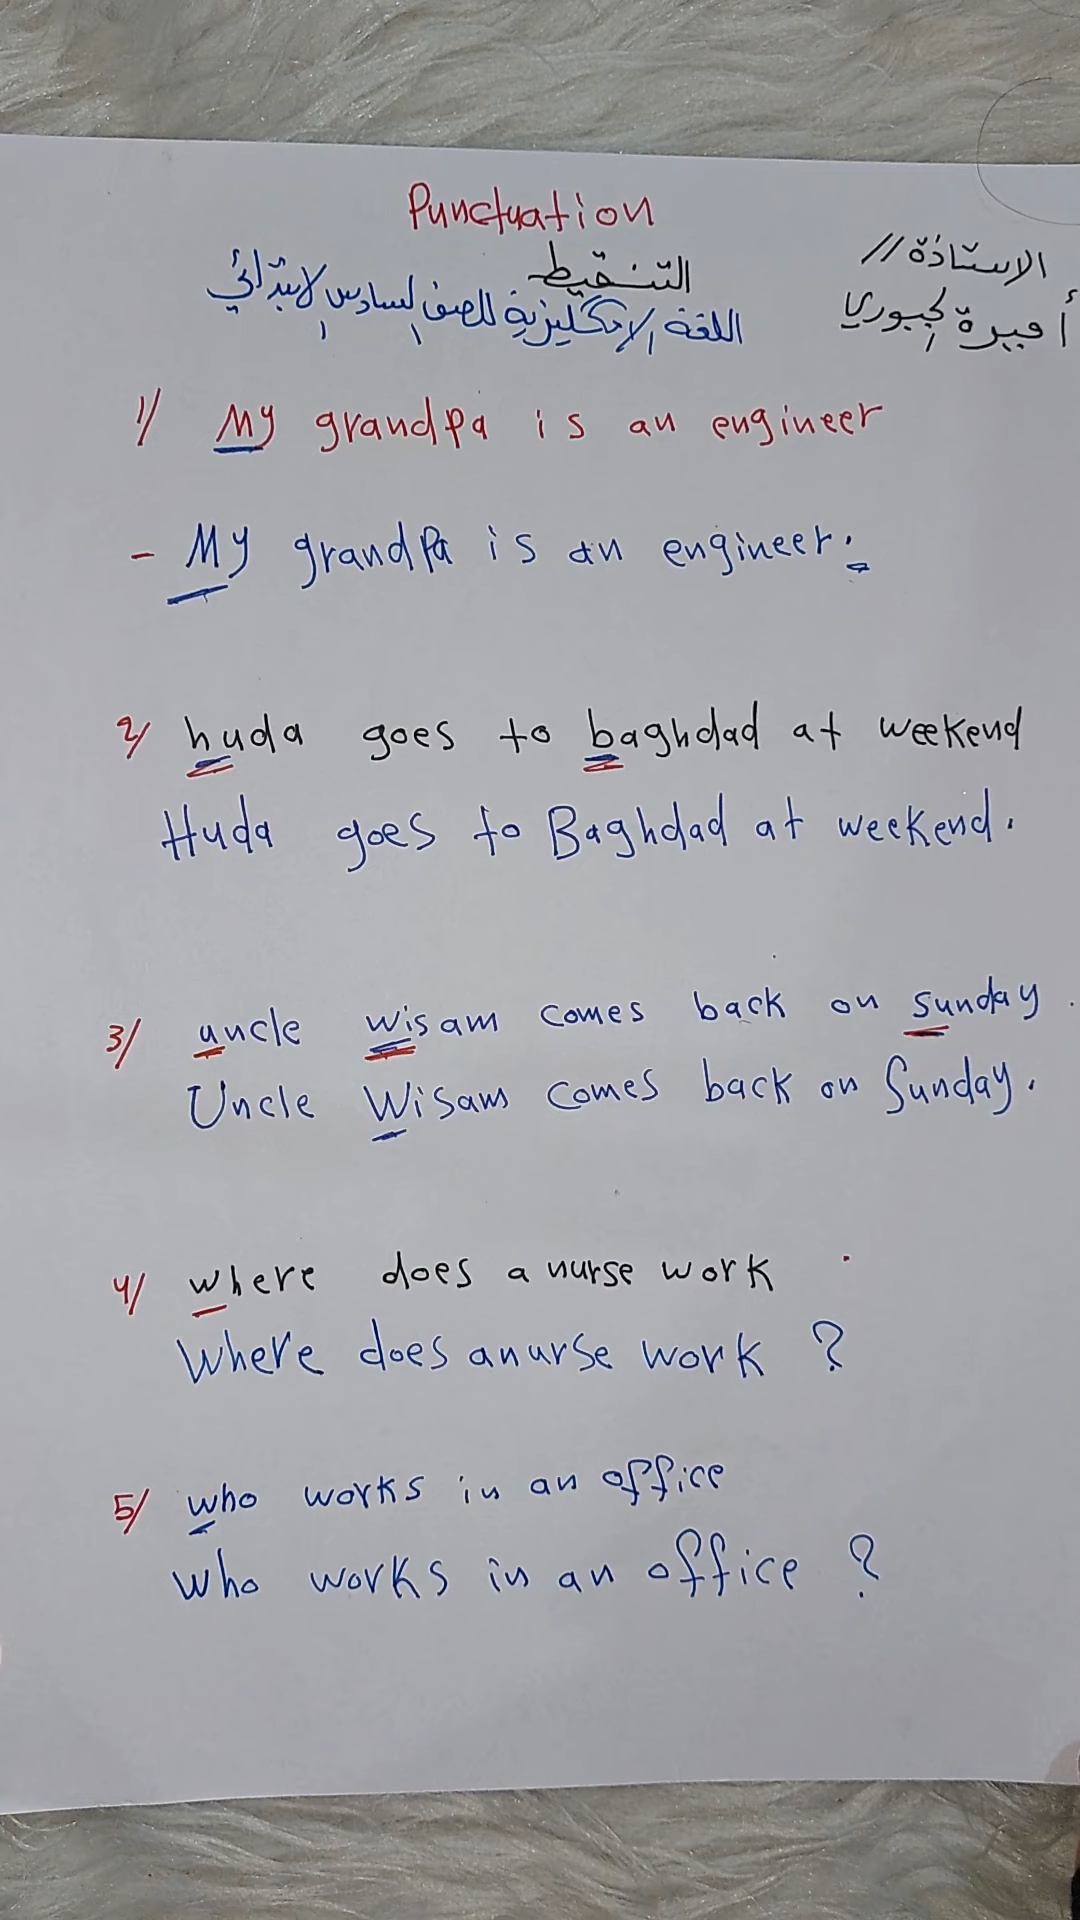 Punctuation
التنقيط
الاستاذة //
أميرة الجبوري
اللغة الإنكليزية للصف السادس الابتدائي
1/ My grandpa is an engineer
- My grandpa is an engineer.
2/ huda goes to baghdad at weekend
Huda goes to Baghdad at weekend.
3/ uncle wisam comes back on sunday
Uncle Wisam comes back on Sunday.
4/ where does a nurse work
Where does a nurse work ?
5/ who works in an office
Who works in an office ?